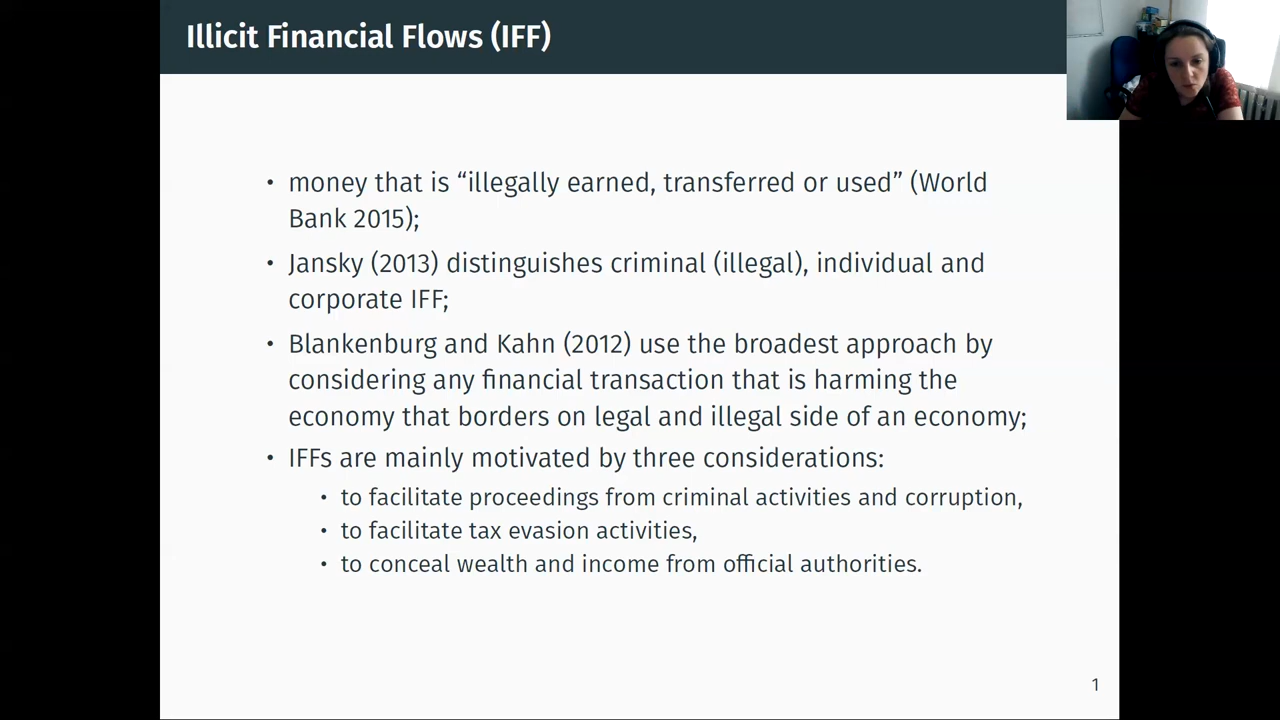 Illicit Financial Flows (IFF)
• money that is “illegally earned, transferred or used” (World
Bank 2015);
• Jansky (2013) distinguishes criminal (illegal), individual and
corporate IFF;
• Blankenburg and Kahn (2012) use the broadest approach by
considering any financial transaction that is harming the
economy that borders on legal and illegal side of an economy;
• IFFs are mainly motivated by three considerations:
• to facilitate proceedings from criminal activities and corruption,
• to facilitate tax evasion activities,
• to conceal wealth and income from official authorities.
1